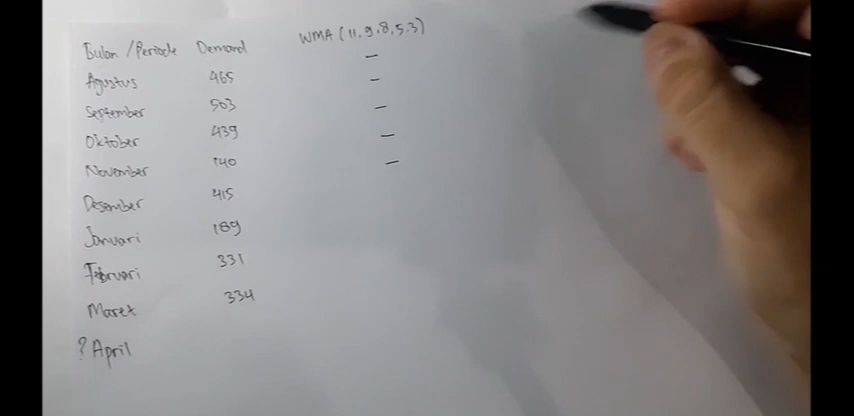 Bulan /Periode Demand WMA (11, 9, 8, 5, 3)
–
Agustus 465 –
September 503 –
Oktober 439 –
November 140 –
Desember 415
Januari 189
Februari 331
Maret 334
? April